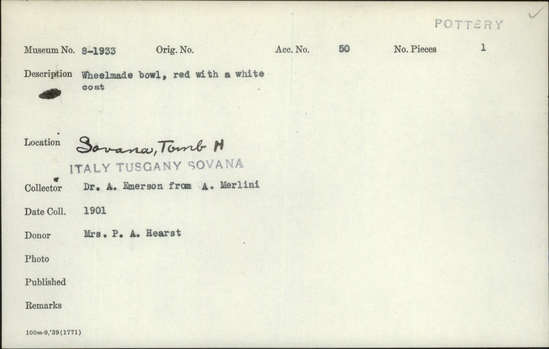 POTTERY
Museum No. 8-1933 Orig. No. Acc. No. 50 No. Pieces 1
Description Wheelmade bowl, red with a white
coat
Location Sovana, Tomb H
ITALY TUSCANY SOVANA
Collector Dr. A. Emerson from A. Merlini
Date Coll. 1901
Donor Mrs. P. A. Hearst
Photo
Published
Remarks
100m-9,'39(1771)